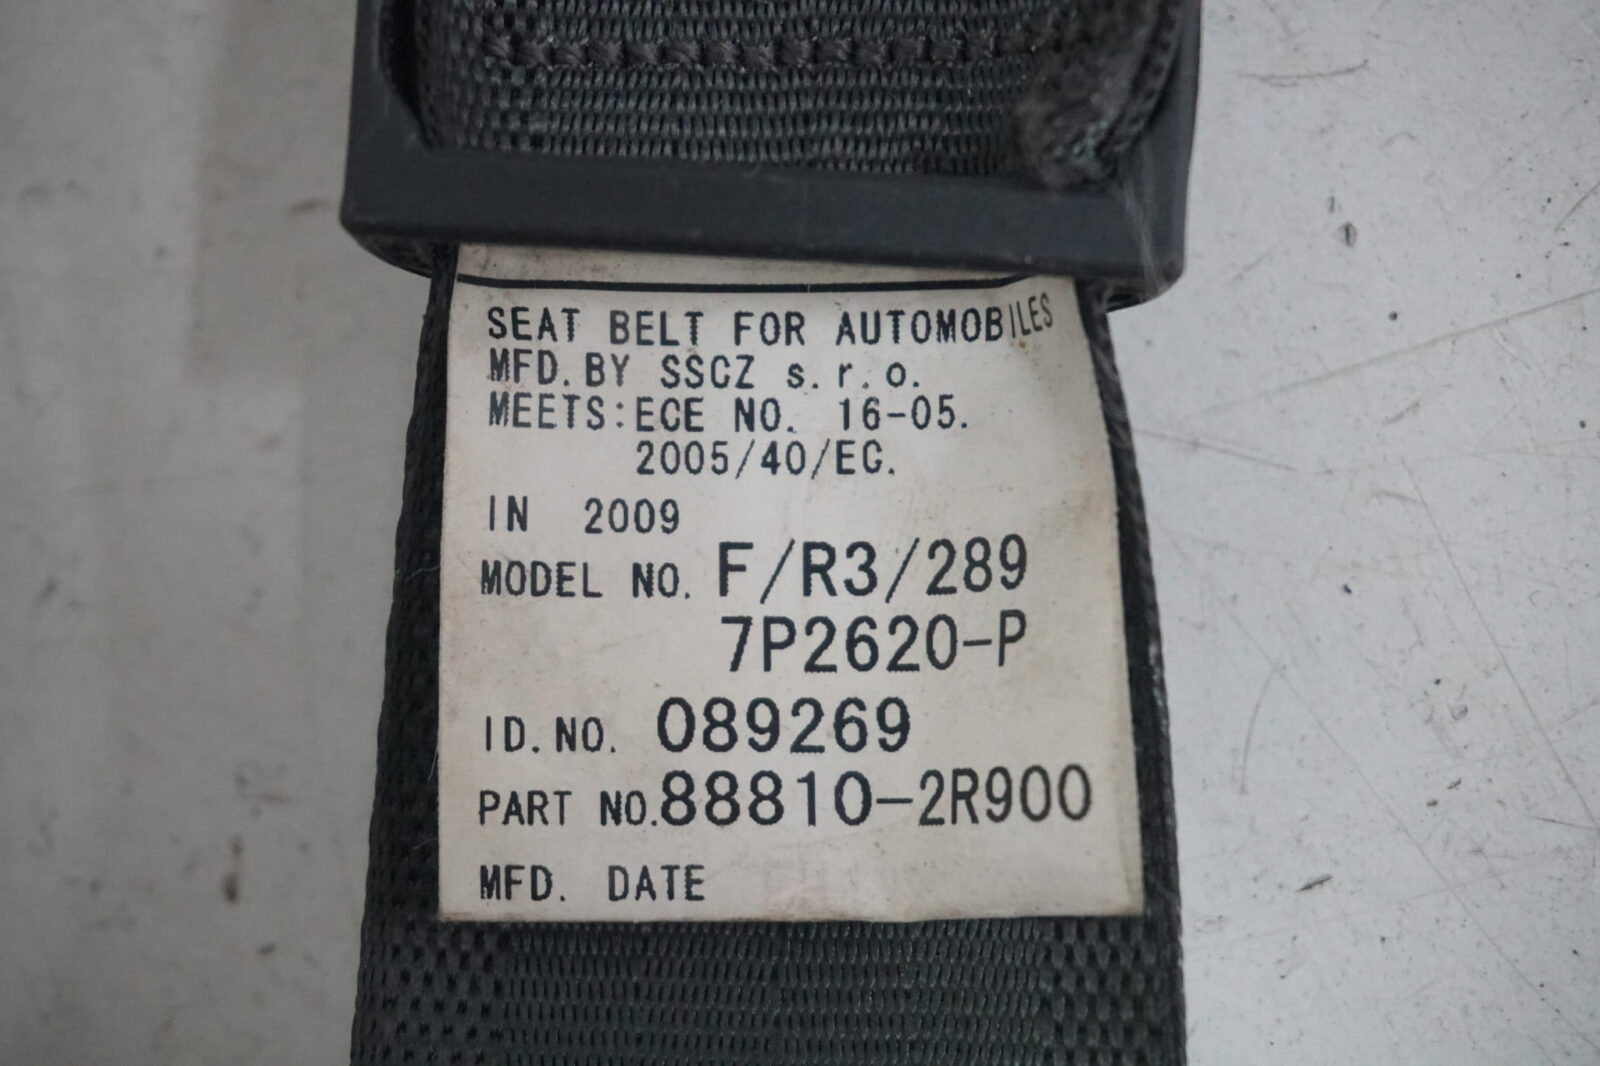 SEAT BELT FOR AUTOMOBILES
MFD. BY SSCZ s. r. o.
MEETS: ECE NO. 16-05.
2005/40/EC.
IN 2009
MODEL NO. F/R3/289
7P2620-P
ID. NO. 089269
PART NO. 88810-2R900
MFD. DATE